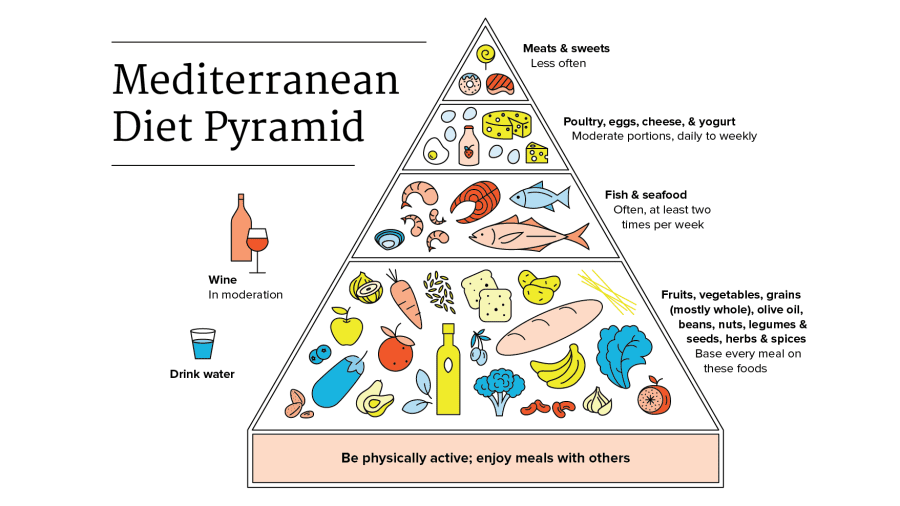 Mediterranean
Diet Pyramid
Meats & sweets
Less often
Poultry, eggs, cheese, & yogurt
Moderate portions, daily to weekly
Fish & seafood
Often, at least two
times per week
Wine
In moderation
Drink water
Fruits, vegetables, grains
(mostly whole), olive oil,
beans, nuts, legumes &
seeds, herbs & spices
Base every meal on
these foods
Be physically active; enjoy meals with others